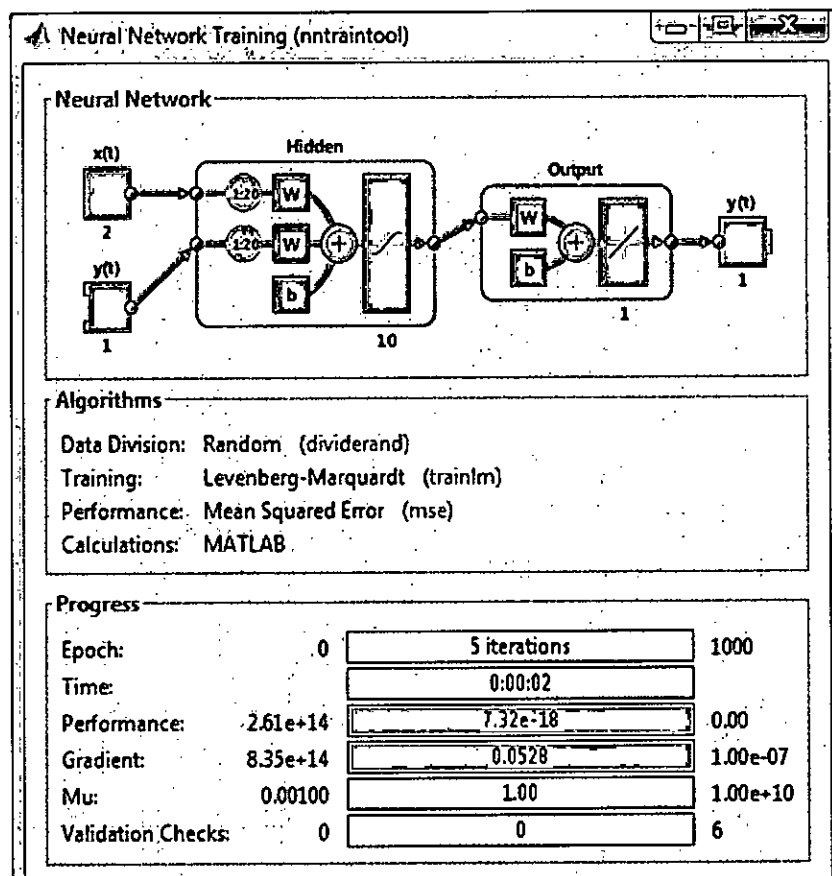 Neural Network Training (nntraintool)
Neural Network
Hidden
x(t)
2
1:20
W
y(t)
1
1:20
W
b
+
10
Output
W
b
+
1
y(t)
1
Algorithms
Data Division: Random (dividerand)
Training: Levenberg-Marquardt (trainlm)
Performance: Mean Squared Error (mse)
Calculations: MATLAB
Progress
Epoch: 0 5 iterations 1000
Time: 0:00:02
Performance: 2.61e+14 7.32e-18 0.00
Gradient: 8.35e+14 0.0528 1.00e-07
Mu: 0.00100 1.00 1.00e+10
Validation Checks: 0 0 6